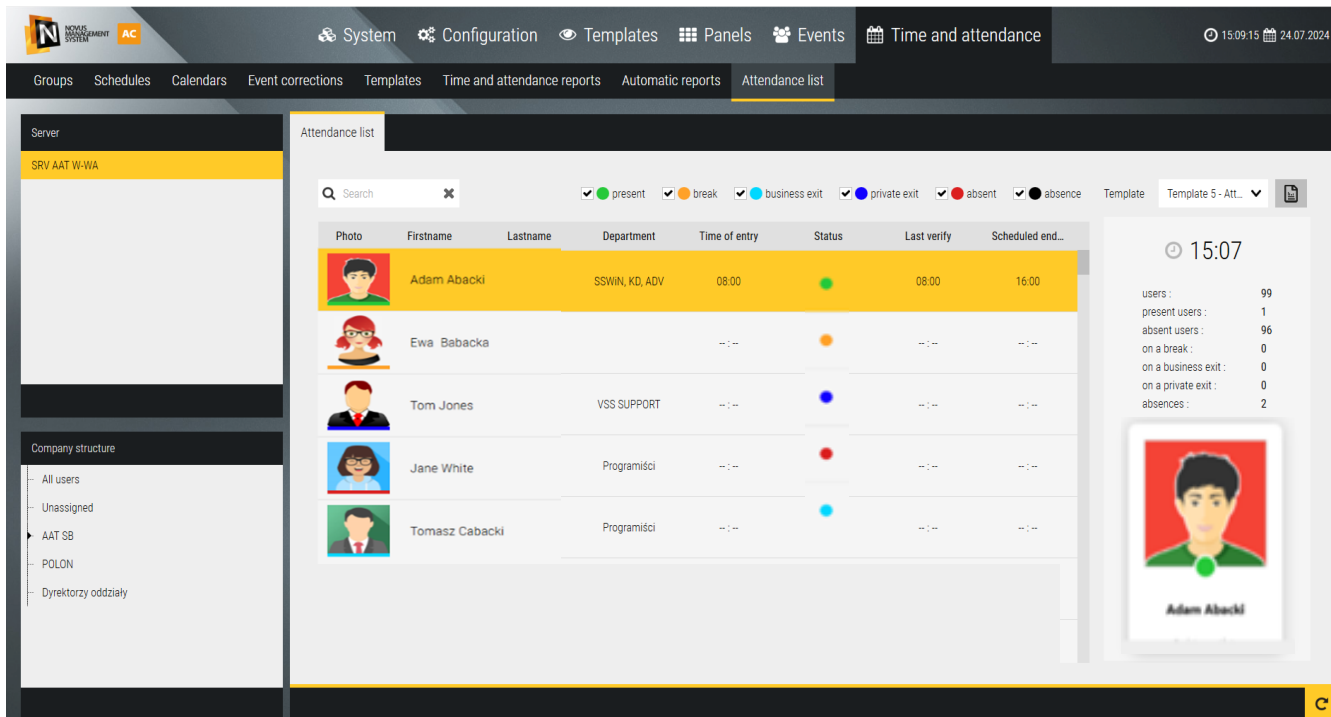 NOVUS MANAGEMENT SYSTEM AC
System Configuration Templates Panels Events Time and attendance 15:09:15 24.07.2024
Groups Schedules Calendars Event corrections Templates Time and attendance reports Automatic reports Attendance list
Server
SRV AAT W-WA
Attendance list
Search present break business exit private exit absent absence Template Template 5 - Att...
Photo Firstname Lastname Department Time of entry Status Last verify Scheduled end...
Adam Abacki SSWiN, KD, ADV 08:00 08:00 16:00
Ewa Babacka -- : -- -- : -- -- : --
Tom Jones VSS SUPPORT -- : -- -- : -- -- : --
Jane White Programiści -- : -- -- : -- -- : --
Tomasz Cabacki Programiści -- : -- -- : -- -- : --
15:07
users : 99
present users : 1
absent users : 96
on a break : 0
on a business exit : 0
on a private exit : 0
absences : 2
Adam Abacki
Company structure
All users
Unassigned
AAT SB
POLON
Dyrektorzy oddziały